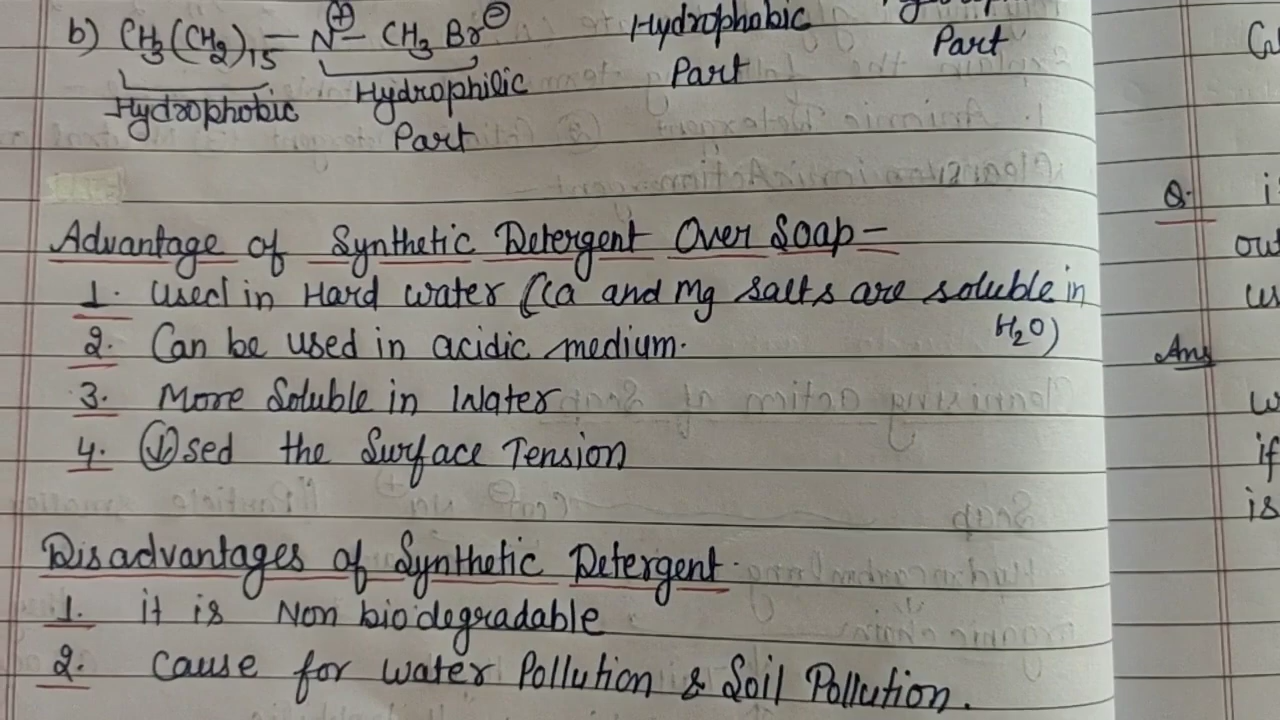 b) CH3(CH2)15 — N⊕ — CH3 Br⊖
Hydrophobic
Hydrophilic
Part
Hydrophobic
Part
Part
Advantage of Synthetic Detergent Over Soap-
1. Used in Hard water (Ca and Mg salts are soluble in
H2O)
2. Can be used in acidic medium.
3. More Soluble in Water
4. Used the Surface Tension
Disadvantages of Synthetic Detergent.
1. it is Non biodegradable
2. cause for water Pollution & Soil Pollution.
Q.
Ans
if
is